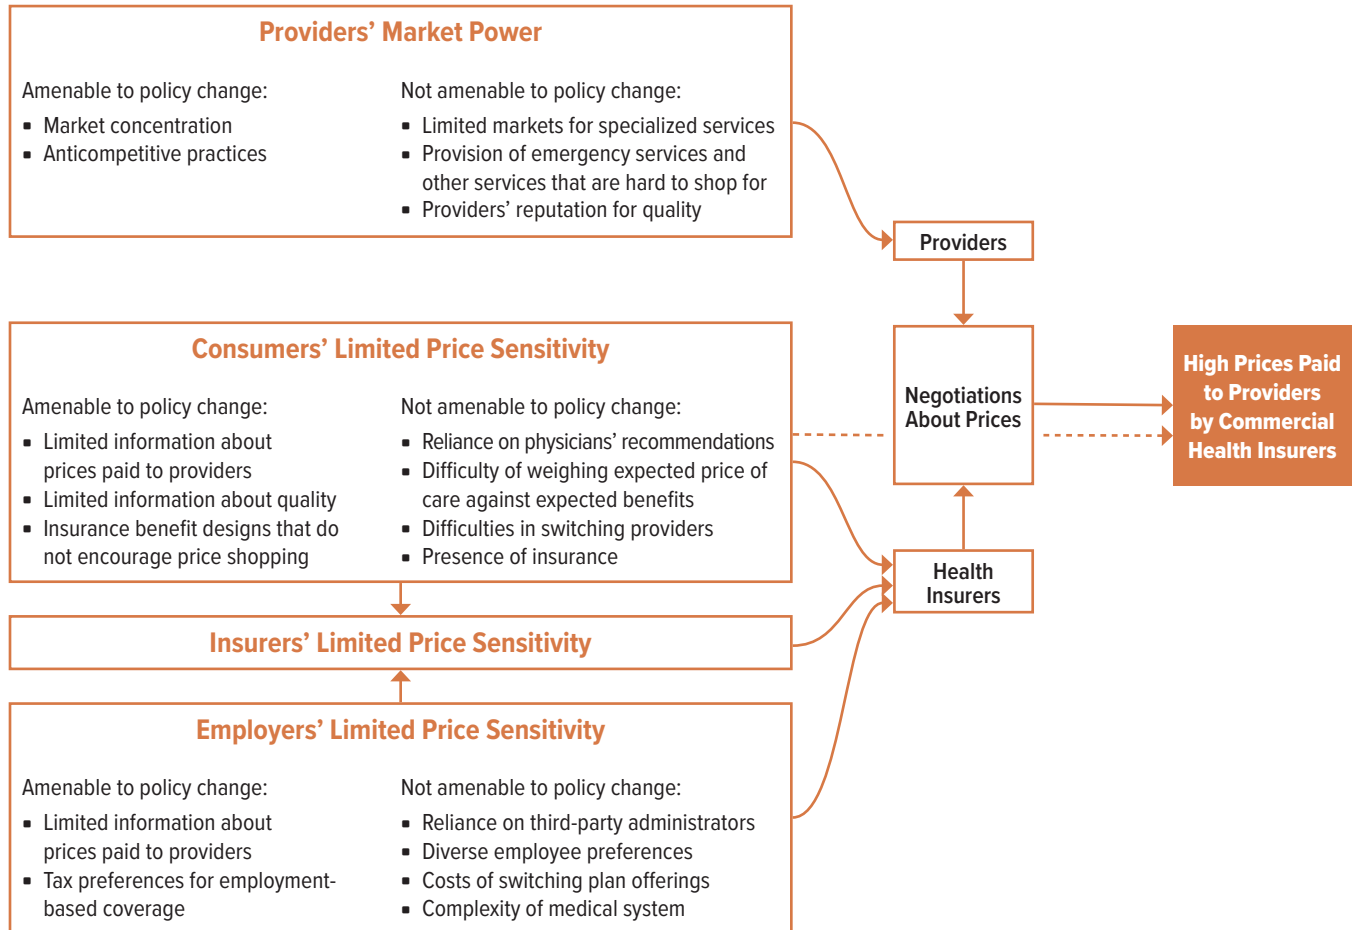 Providers’ Market Power
Amenable to policy change:
▪ Market concentration
▪ Anticompetitive practices
Not amenable to policy change:
▪ Limited markets for specialized services
▪ Provision of emergency services and
other services that are hard to shop for
▪ Providers’ reputation for quality
Providers
Consumers’ Limited Price Sensitivity
Amenable to policy change:
▪ Limited information about
prices paid to providers
▪ Limited information about quality
▪ Insurance benefit designs that do
not encourage price shopping
Not amenable to policy change:
▪ Reliance on physicians’ recommendations
▪ Difficulty of weighing expected price of
care against expected benefits
▪ Difficulties in switching providers
▪ Presence of insurance
Negotiations
About Prices
High Prices Paid
to Providers
by Commercial
Health Insurers
Health
Insurers
Insurers’ Limited Price Sensitivity
Employers’ Limited Price Sensitivity
Amenable to policy change:
▪ Limited information about
prices paid to providers
▪ Tax preferences for employment-
based coverage
Not amenable to policy change:
▪ Reliance on third-party administrators
▪ Diverse employee preferences
▪ Costs of switching plan offerings
▪ Complexity of medical system